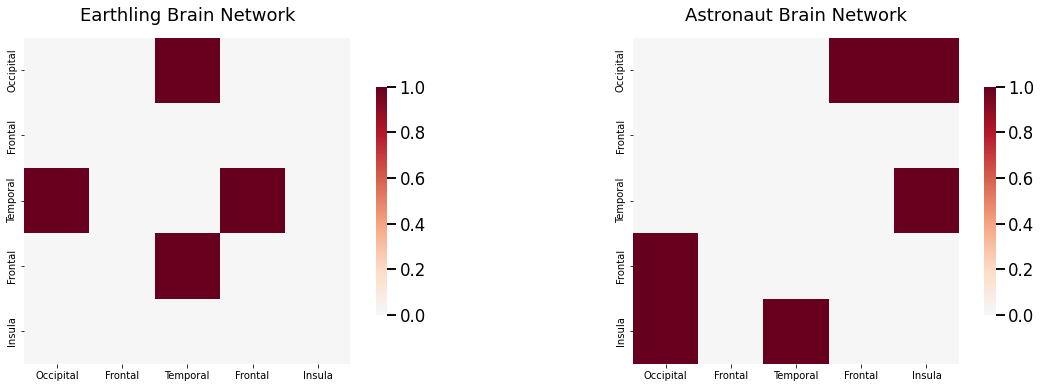 Earthling Brain Network
Astronaut Brain Network
Occipital
Frontal
Temporal
Frontal
Insula
Occipital Frontal Temporal Frontal Insula
1.0
0.8
0.6
0.4
0.2
0.0
Occipital
Frontal
Temporal
Frontal
Insula
Occipital Frontal Temporal Frontal Insula
1.0
0.8
0.6
0.4
0.2
0.0